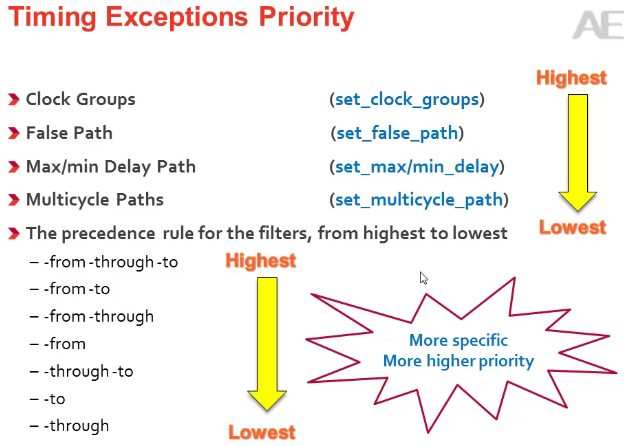 Timing Exceptions Priority
AE
Highest
Clock Groups (set_clock_groups)
False Path (set_false_path)
Max/min Delay Path (set_max/min_delay)
Multicycle Paths (set_multicycle_path)
Lowest
The precedence rule for the filters, from highest to lowest
– -from -through -to
Highest
– -from -to
– -from -through
– -from
– -through -to
– -to
– -through
Lowest
More specific
More higher priority